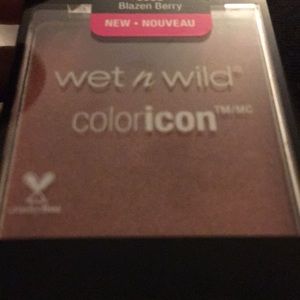 Blazen Berry
NEW • NOUVEAU
wet n wild®
coloricon™/MC